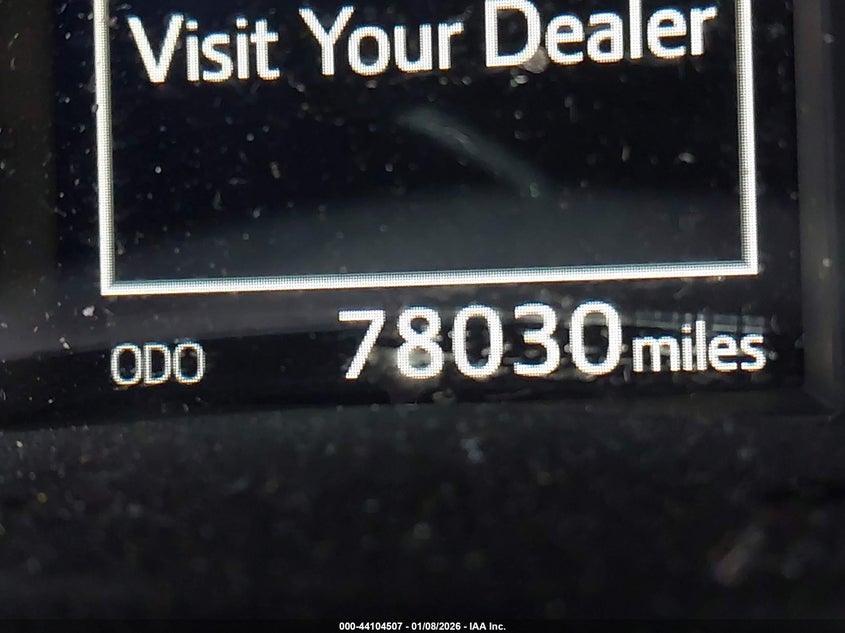 Visit Your Dealer
ODO 78030 miles
000-44104507 - 01/08/2026 - IAA Inc.